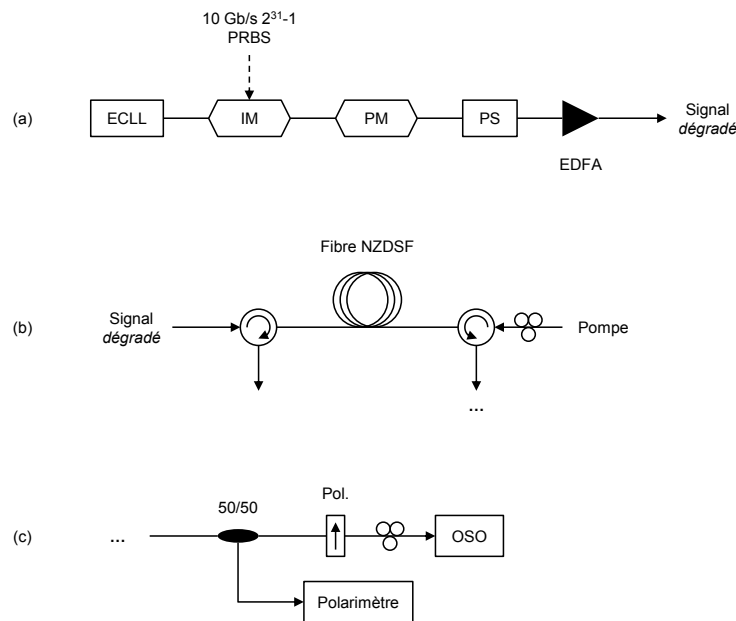 10 Gb/s 2³¹-1
PRBS
(a)
ECLL
IM
PM
PS
EDFA
Signal
dégradé
Fibre NZDSF
(b)
Signal
dégradé
Pompe
...
(c)
...
50/50
Pol.
OSO
Polarimètre